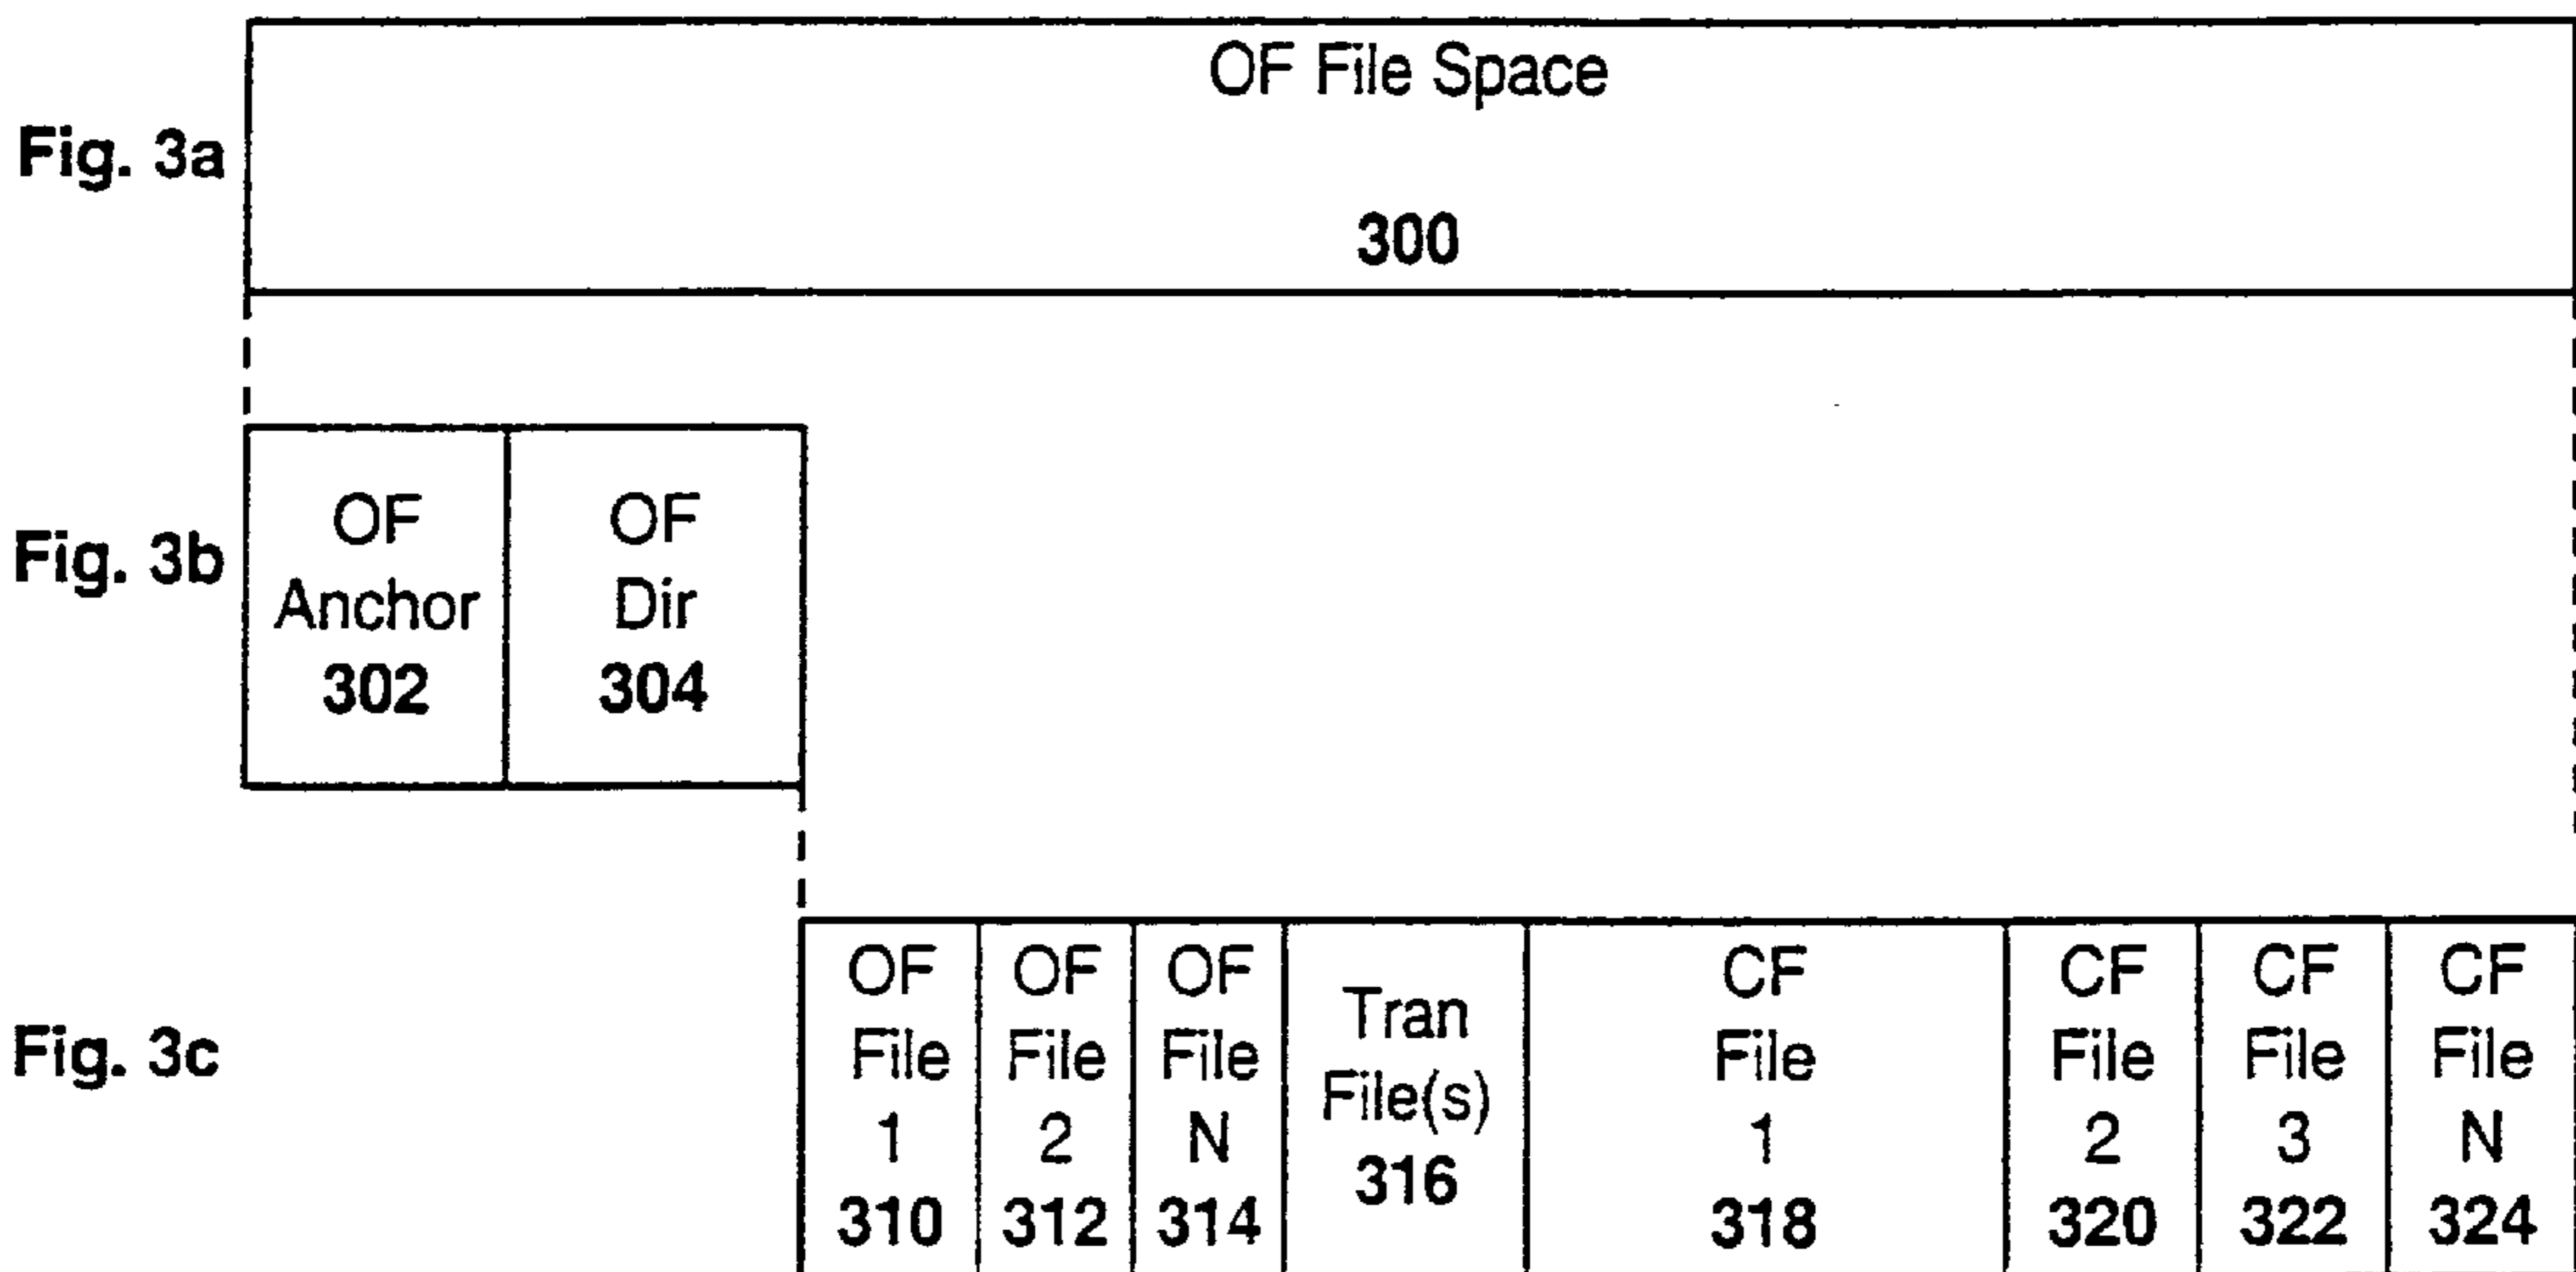 OF File Space
Fig. 3a
300
Fig. 3b
OF
Anchor
302
OF
Dir
304
Fig. 3c
OF
File
1
310
OF
File
2
312
OF
File
N
314
Tran
File(s)
316
CF
File
1
318
CF
File
2
320
CF
File
3
322
CF
File
N
324